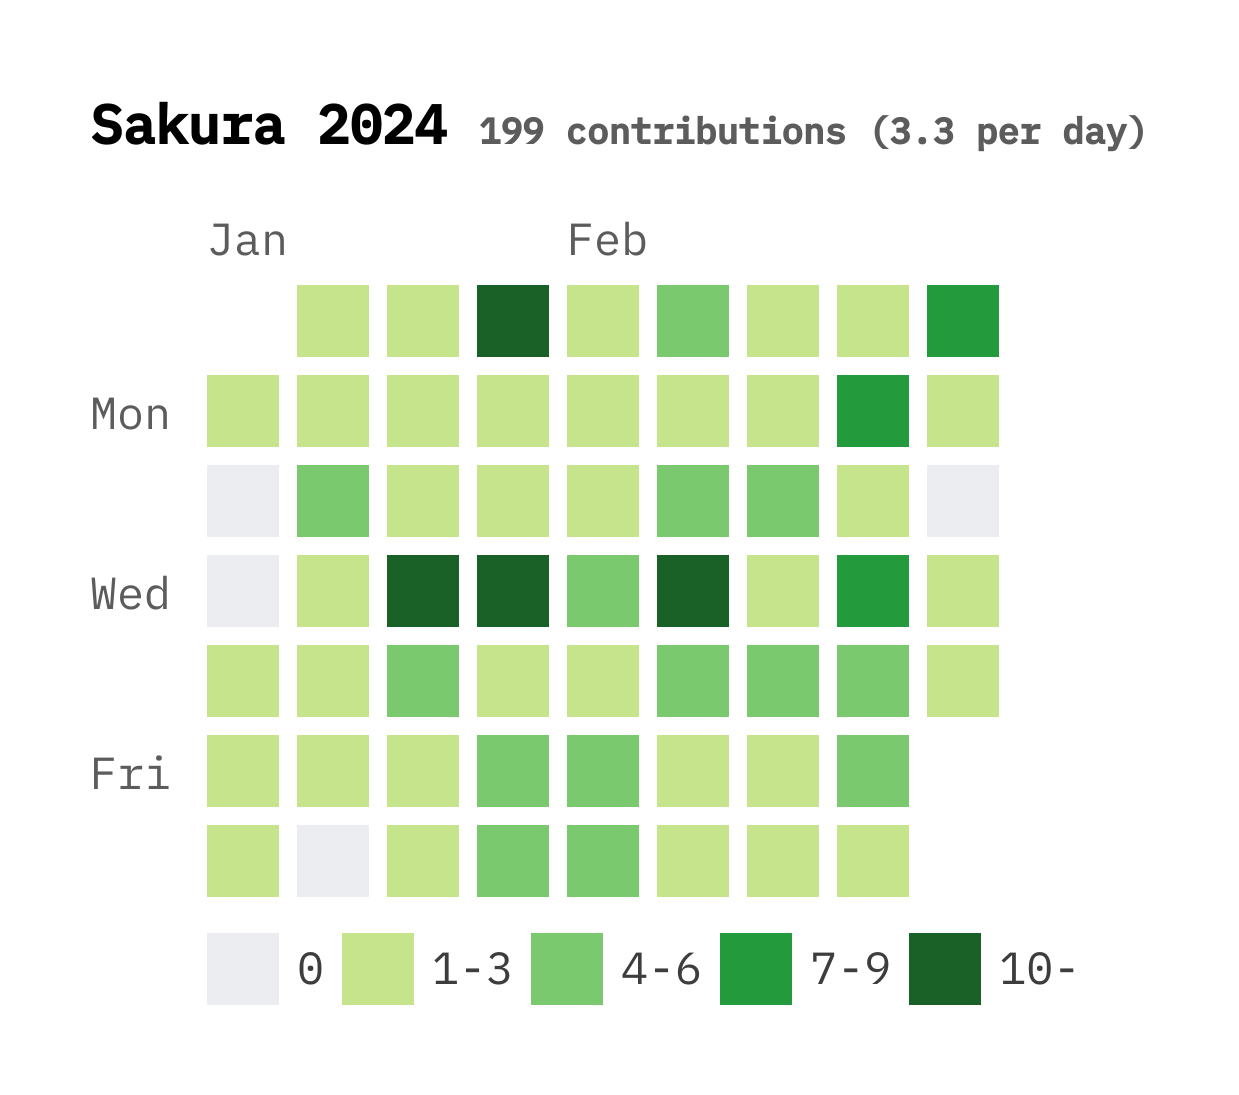 Sakura 2024 199 contributions (3.3 per day)
Jan Feb
Mon
Wed
Fri
0 1-3 4-6 7-9 10-